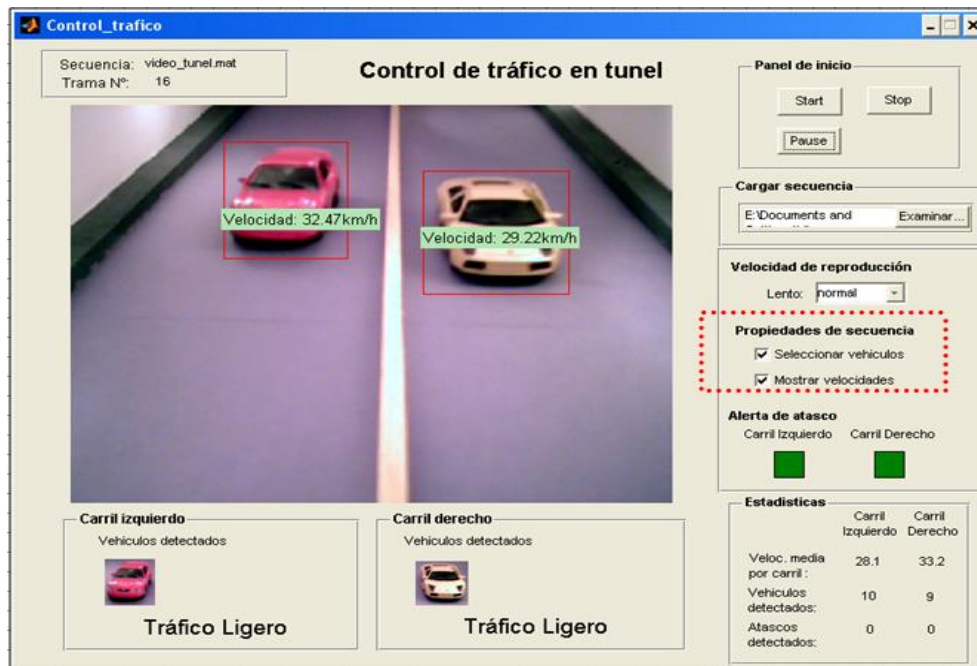 Control_trafico
Secuencia: video_tunel.mat
Trama Nº: 16
Control de tráfico en tunel
Velocidad: 32.47km/h
Velocidad: 29.22km/h
Panel de inicio
Start Stop
Pause
Cargar secuencia
E:\Documents and
Examinar...
Velocidad de reproducción
Lento: normal
Propiedades de secuencia
Seleccionar vehiculos
Mostrar velocidades
Alerta de atasco
Carril Izquierdo Carril Derecho
Carril izquierdo
Vehiculos detectados
Tráfico Ligero
Carril derecho
Vehiculos detectados
Tráfico Ligero
Estadisticas
Carril Carril
Izquierdo Derecho
Veloc. media
por carril : 28.1 33.2
Vehiculos
detectados: 10 9
Atascos
detectados: 0 0